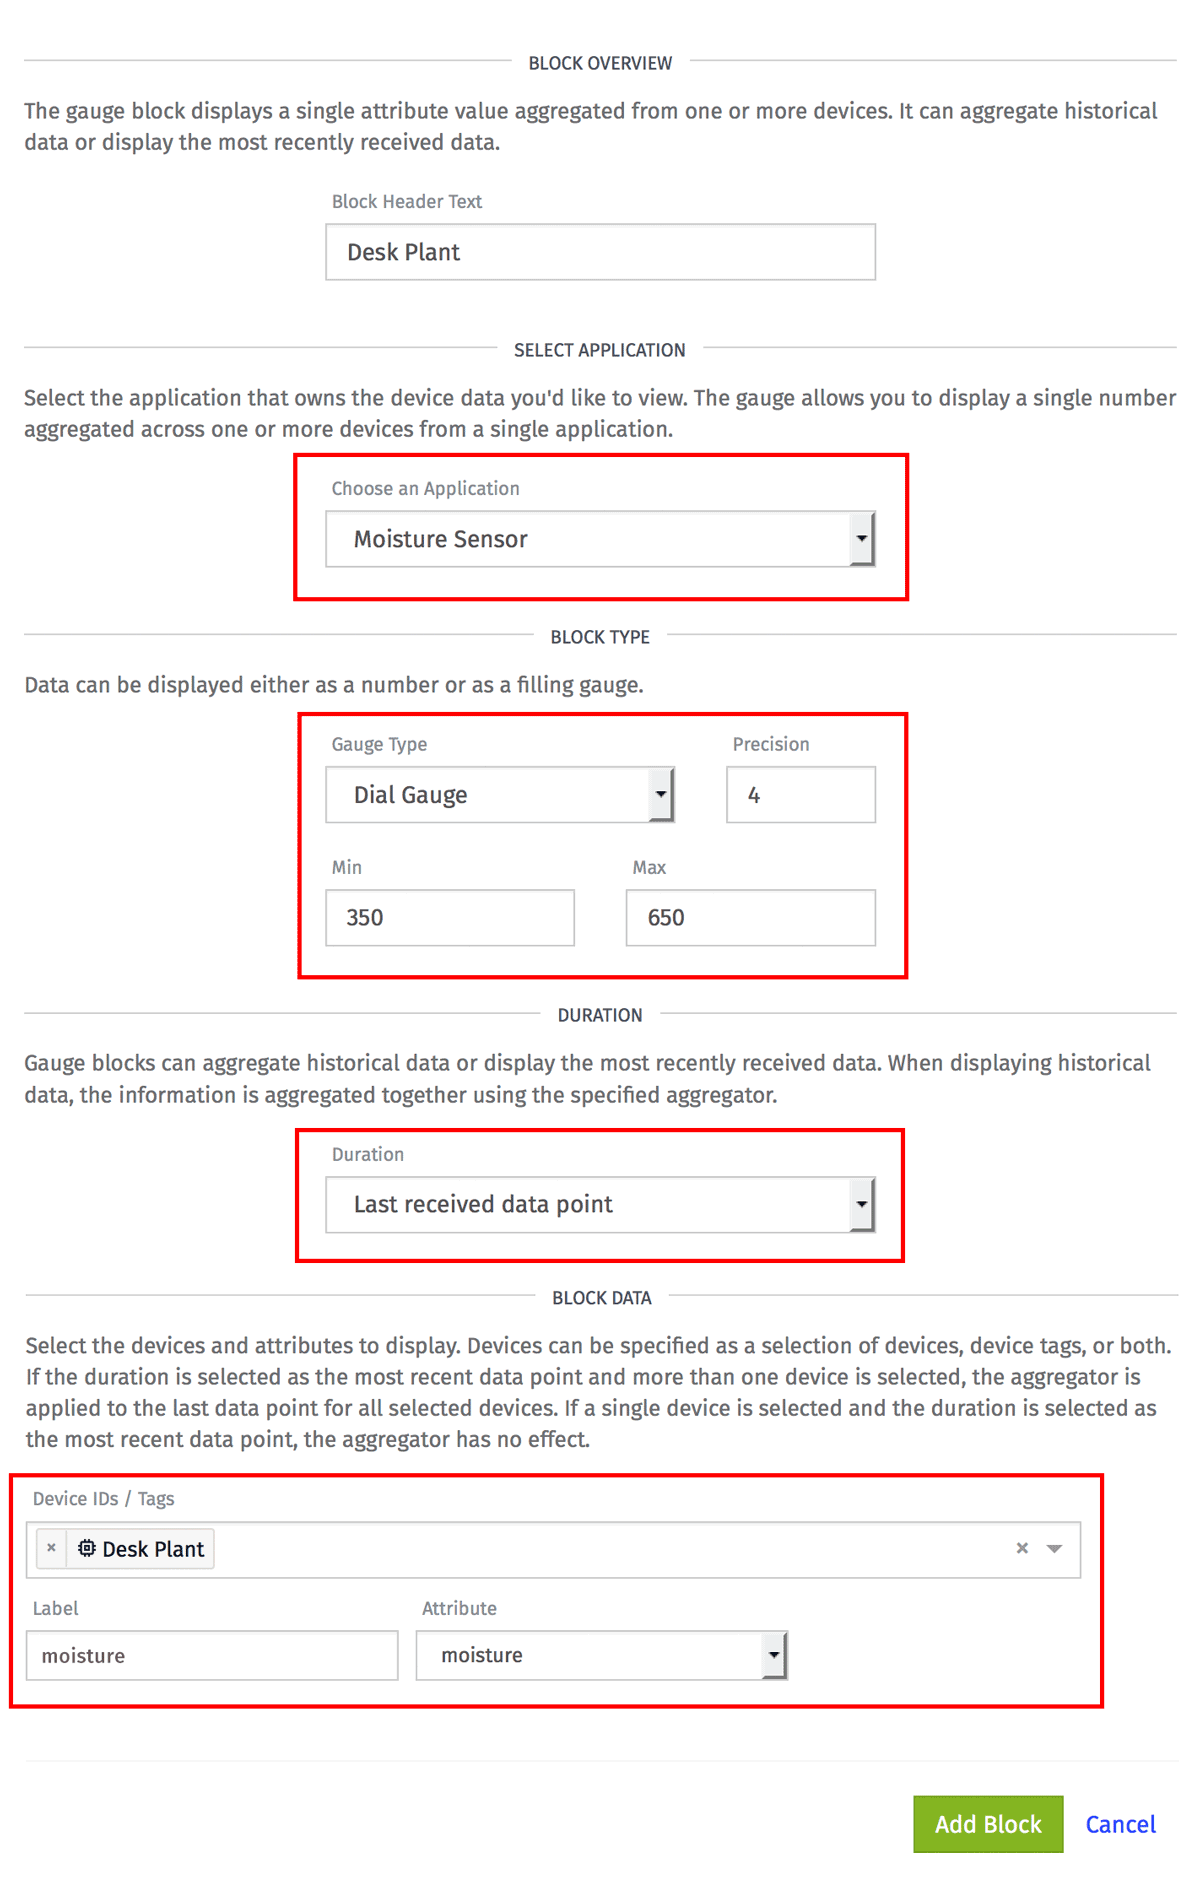 BLOCK OVERVIEW
The gauge block displays a single attribute value aggregated from one or more devices. It can aggregate historical
data or display the most recently received data.
Block Header Text
Desk Plant
SELECT APPLICATION
Select the application that owns the device data you'd like to view. The gauge allows you to display a single number
aggregated across one or more devices from a single application.
Choose an Application
Moisture Sensor
BLOCK TYPE
Data can be displayed either as a number or as a filling gauge.
Gauge Type Precision
Dial Gauge 4
Min Max
350 650
DURATION
Gauge blocks can aggregate historical data or display the most recently received data. When displaying historical
data, the information is aggregated together using the specified aggregator.
Duration
Last received data point
BLOCK DATA
Select the devices and attributes to display. Devices can be specified as a selection of devices, device tags, or both.
If the duration is selected as the most recent data point and more than one device is selected, the aggregator is
applied to the last data point for all selected devices. If a single device is selected and the duration is selected as
the most recent data point, the aggregator has no effect.
Device IDs / Tags
× Desk Plant ×
Label Attribute
moisture moisture
Add Block Cancel